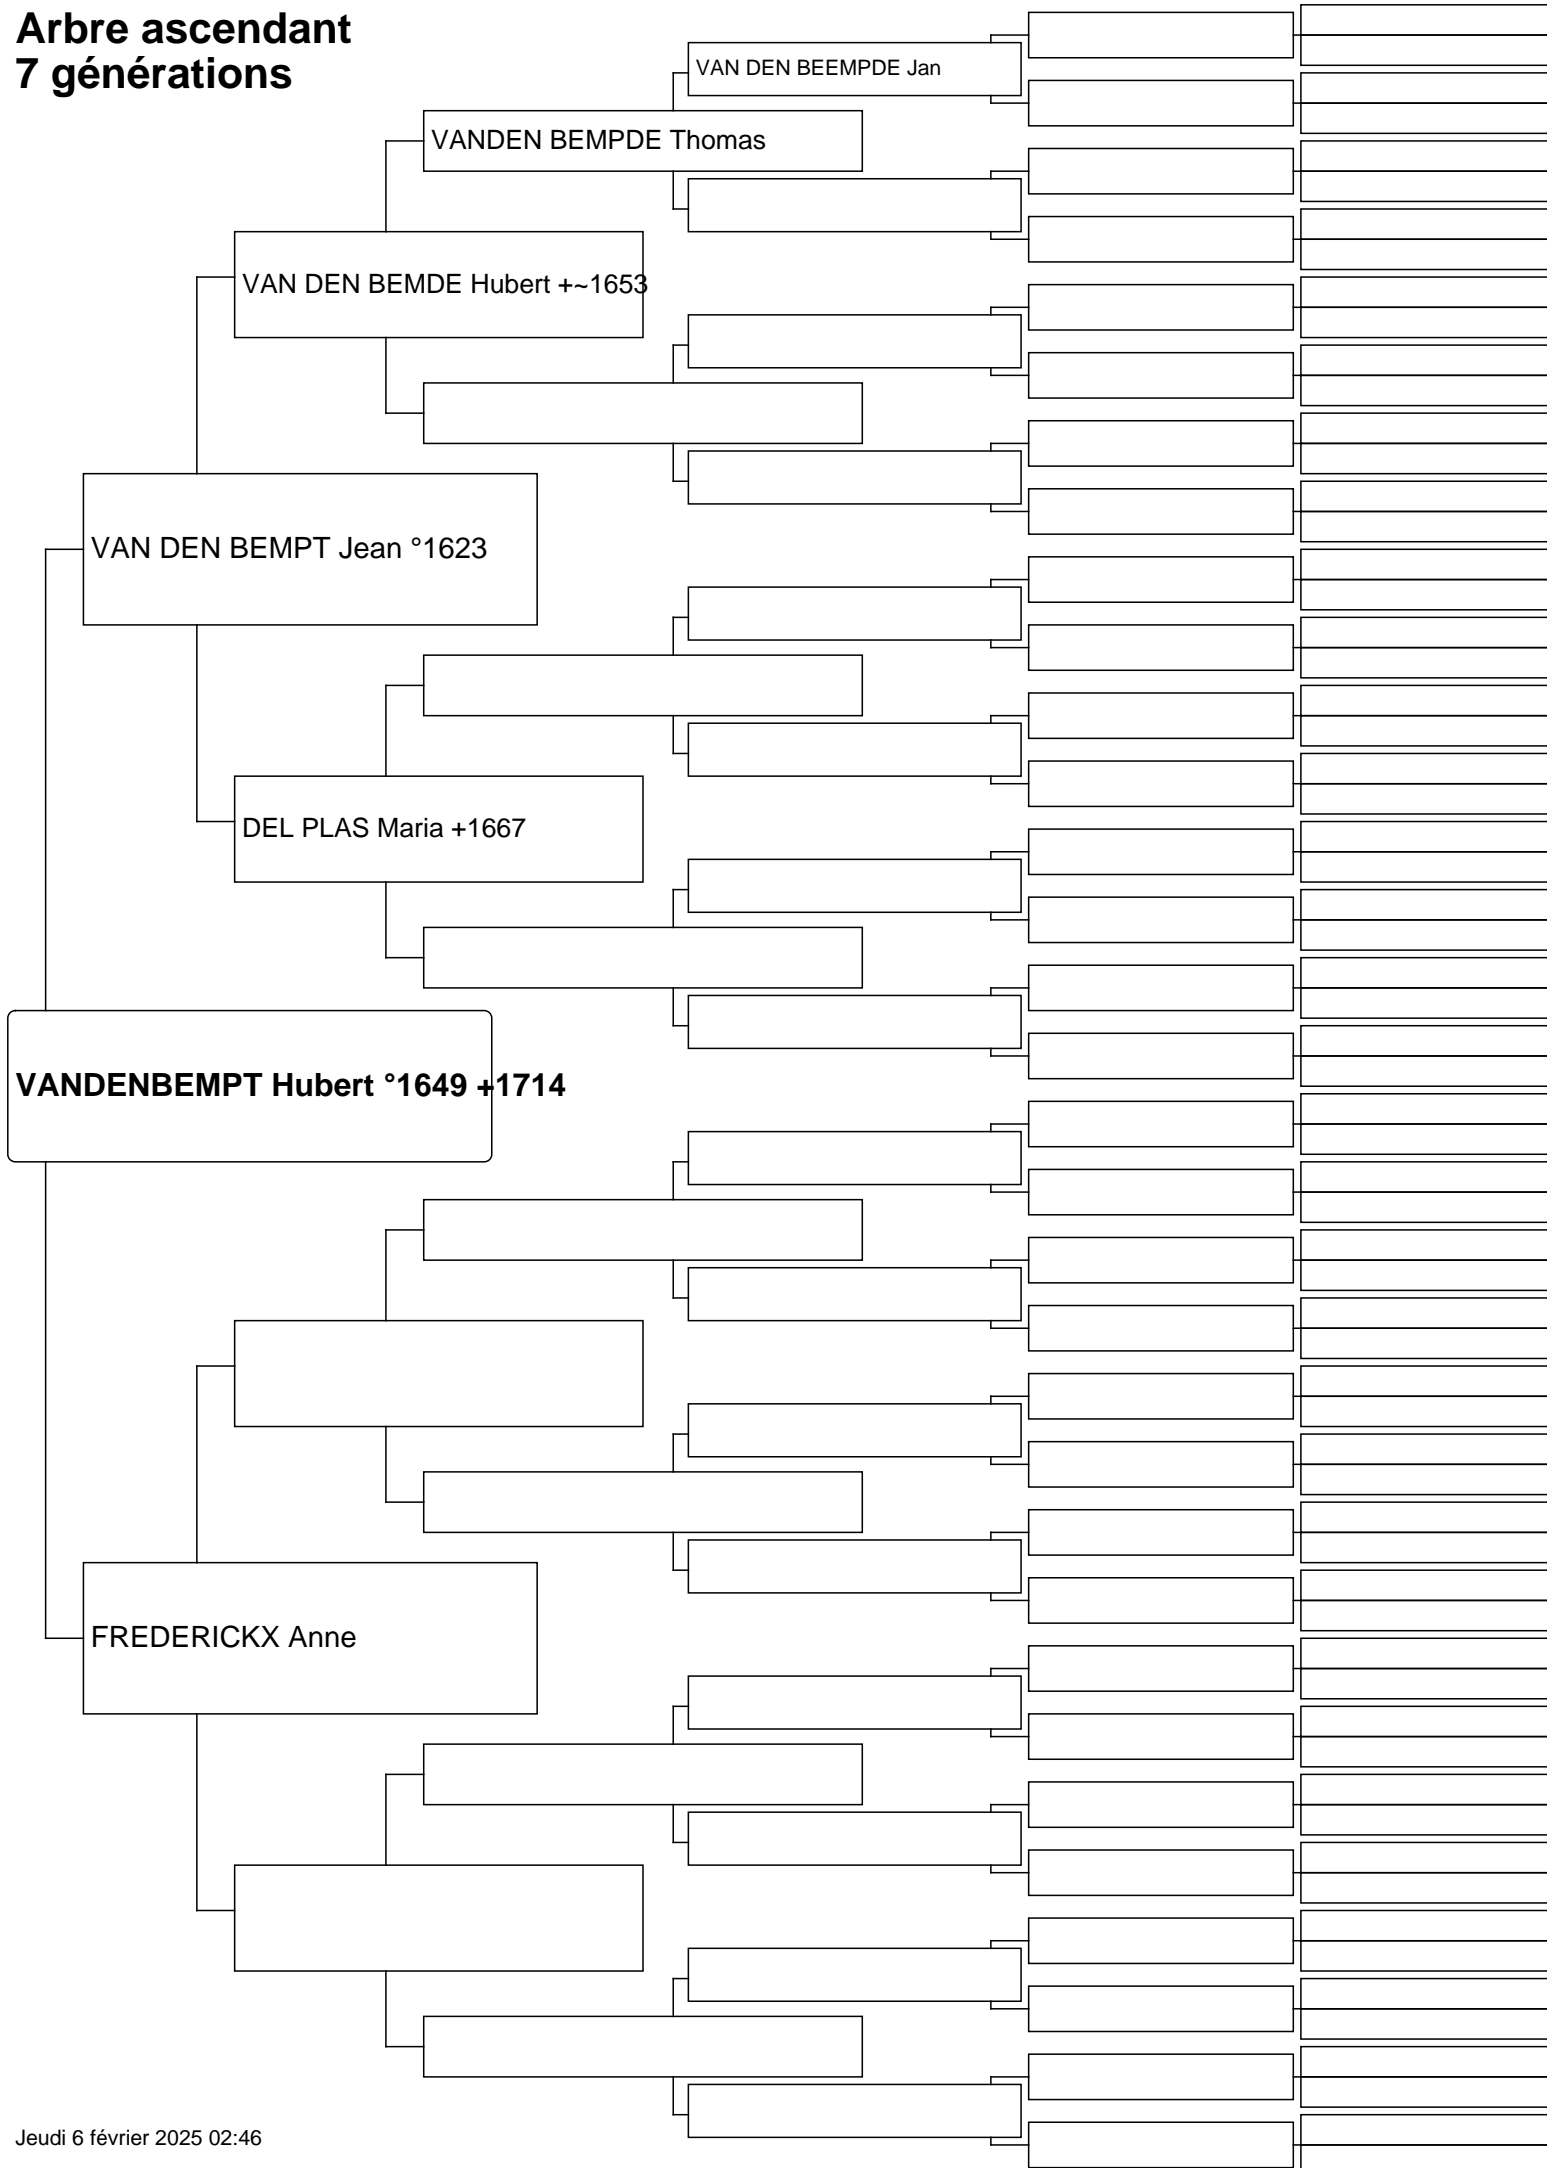 Arbre ascendant
7 générations
VAN DEN BEEMPDE Jan
VANDEN BEMPDE Thomas
VAN DEN BEMDE Hubert +~1653
VAN DEN BEMPT Jean °1623
DEL PLAS Maria +1667
VANDENBEMPT Hubert °1649 +1714
FREDERICKX Anne
Jeudi 6 février 2025 02:46